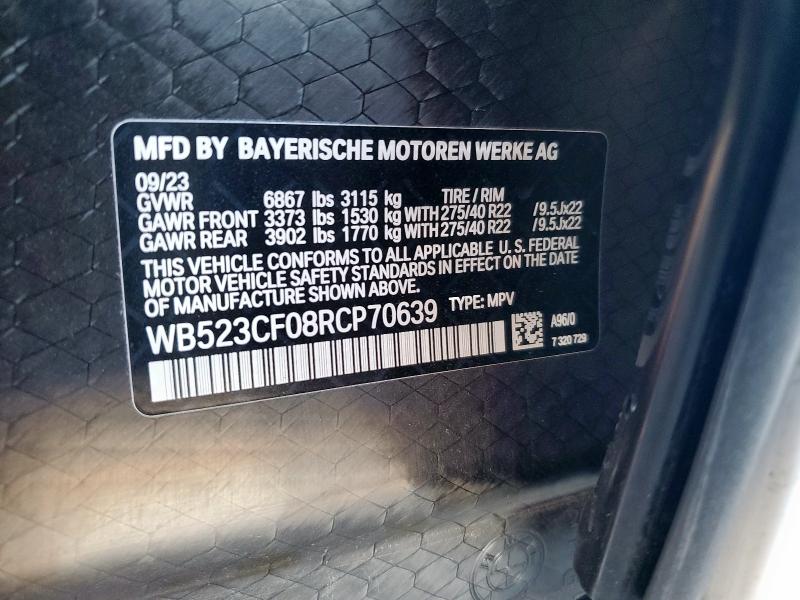 MFD BY BAYERISCHE MOTOREN WERKE AG
09/23
GVWR 6867 lbs 3115 kg TIRE / RIM
GAWR FRONT 3373 lbs 1530 kg WITH 275/40 R22 /9.5Jx22
GAWR REAR 3902 lbs 1770 kg WITH 275/40 R22 /9.5Jx22
THIS VEHICLE CONFORMS TO ALL APPLICABLE U.S. FEDERAL
MOTOR VEHICLE SAFETY STANDARDS IN EFFECT ON THE DATE
OF MANUFACTURE SHOWN ABOVE.
WB523CF08RCP70639 TYPE: MPV
A96/0
7 320 729